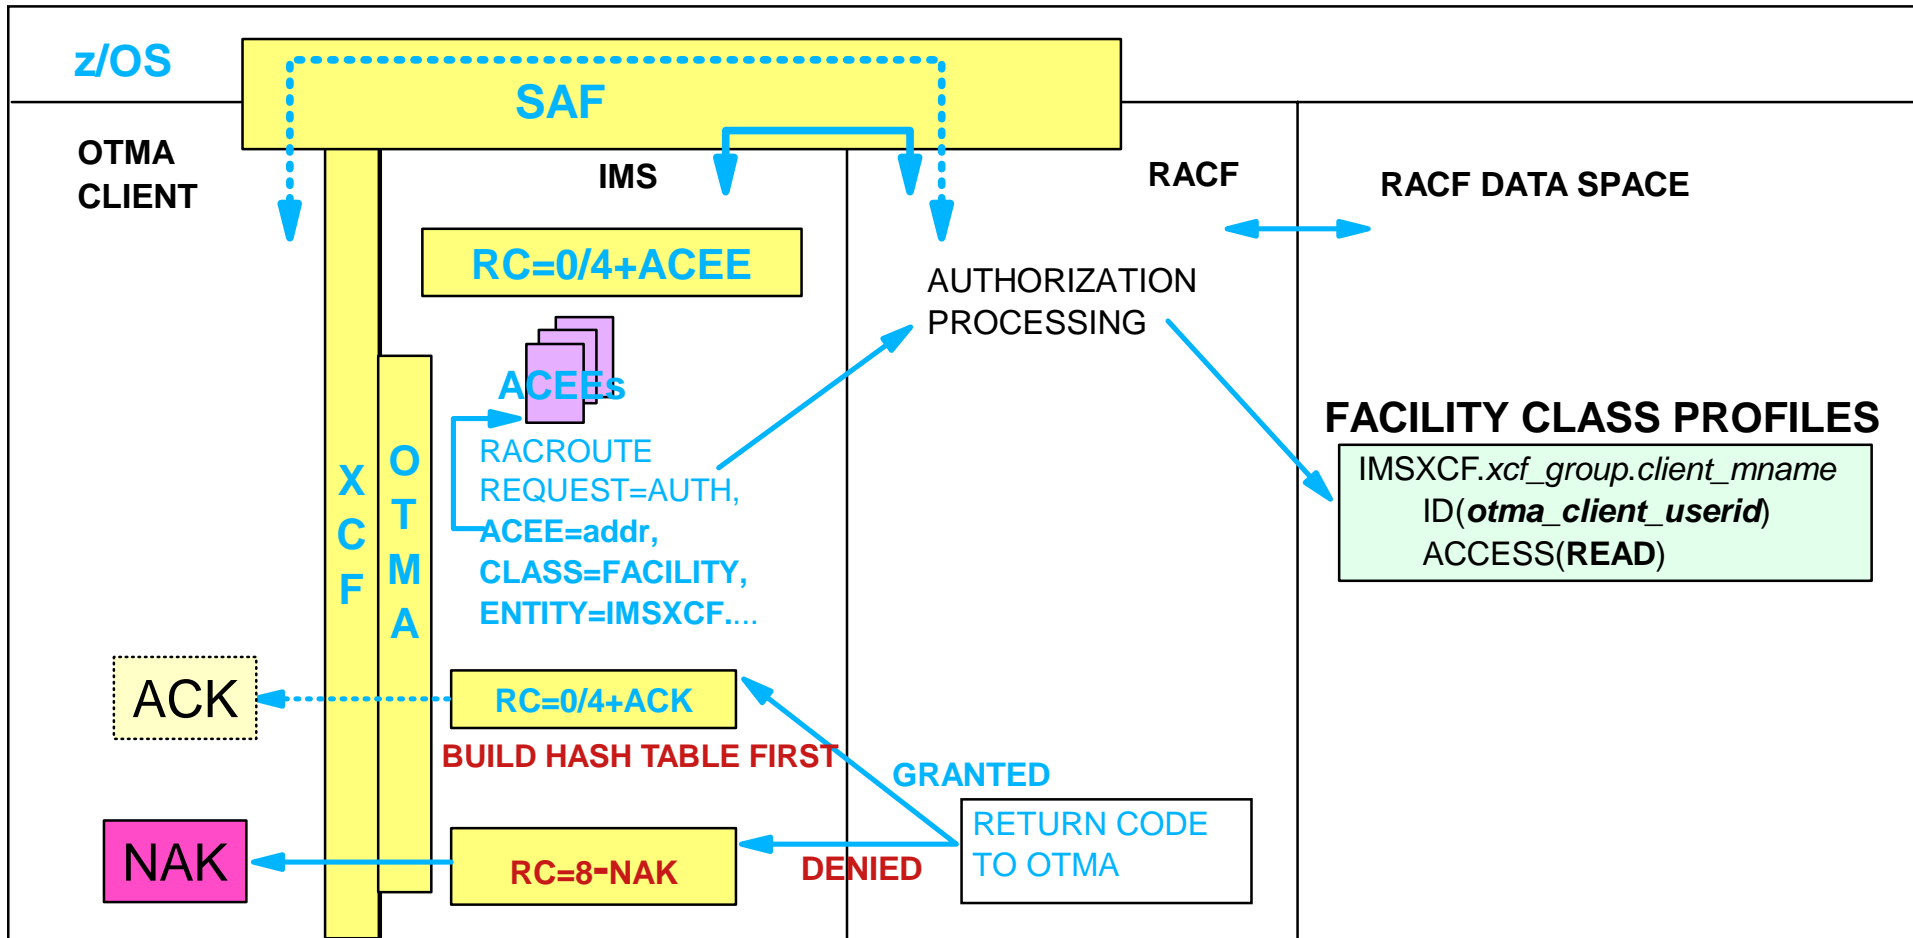 z/OS
SAF
OTMA
CLIENT
IMS
RACF
RACF DATA SPACE
RC=0/4+ACEE
AUTHORIZATION
PROCESSING
ACEEs
FACILITY CLASS PROFILES
IMSXCF.xcf_group.client_mname
ID(otma_client_userid)
ACCESS(READ)
XCF
OTMA
RACROUTE
REQUEST=AUTH,
ACEE=addr,
CLASS=FACILITY,
ENTITY=IMSXCF....
ACK
RC=0/4+ACK
BUILD HASH TABLE FIRST
GRANTED
NAK
RC=8-NAK
DENIED
RETURN CODE
TO OTMA